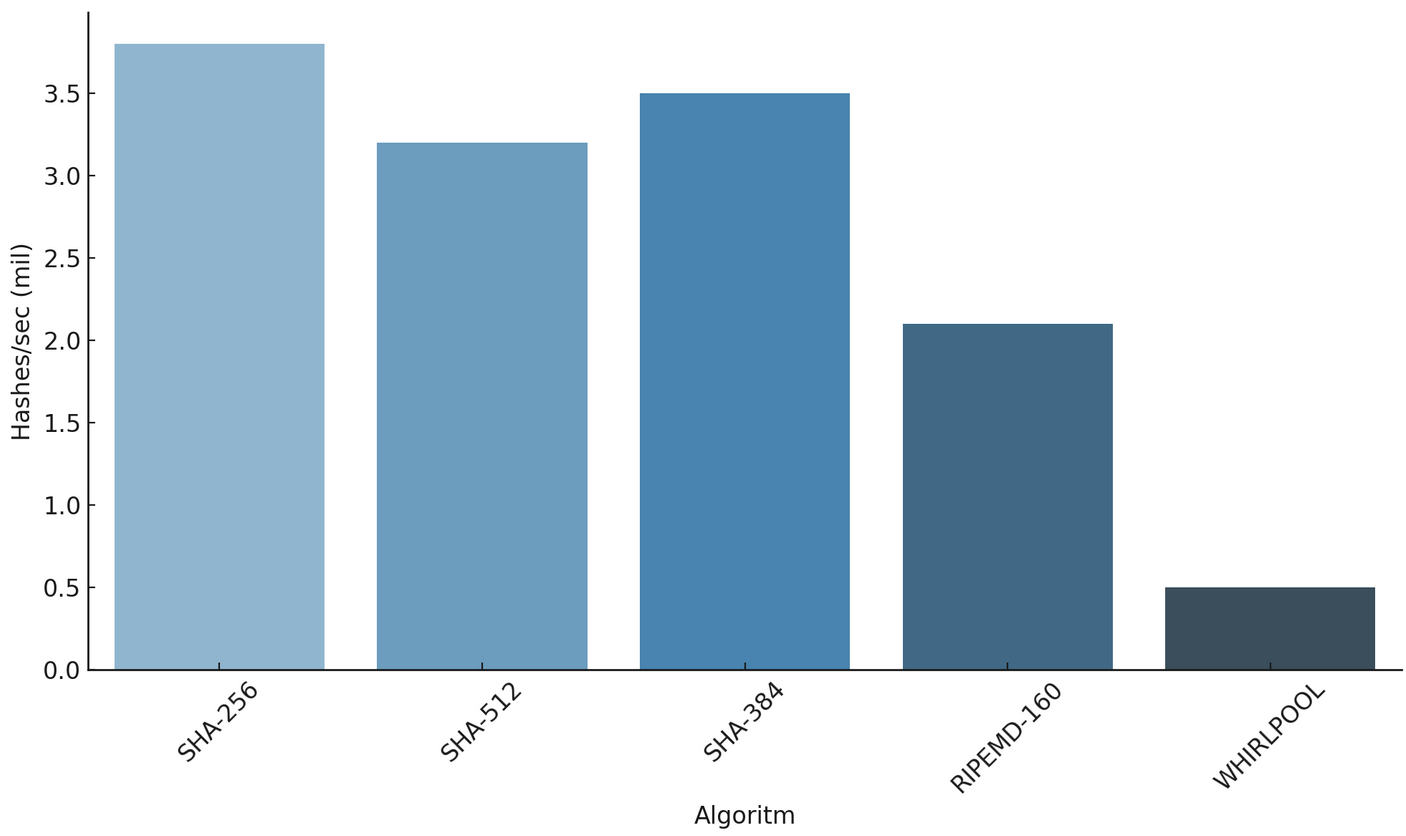 Hashes/sec (mil)
3.5
3.0
2.5
2.0
1.5
1.0
0.5
0.0
SHA-256
SHA-512
SHA-384
RIPEMD-160
WHIRLPOOL
Algoritm